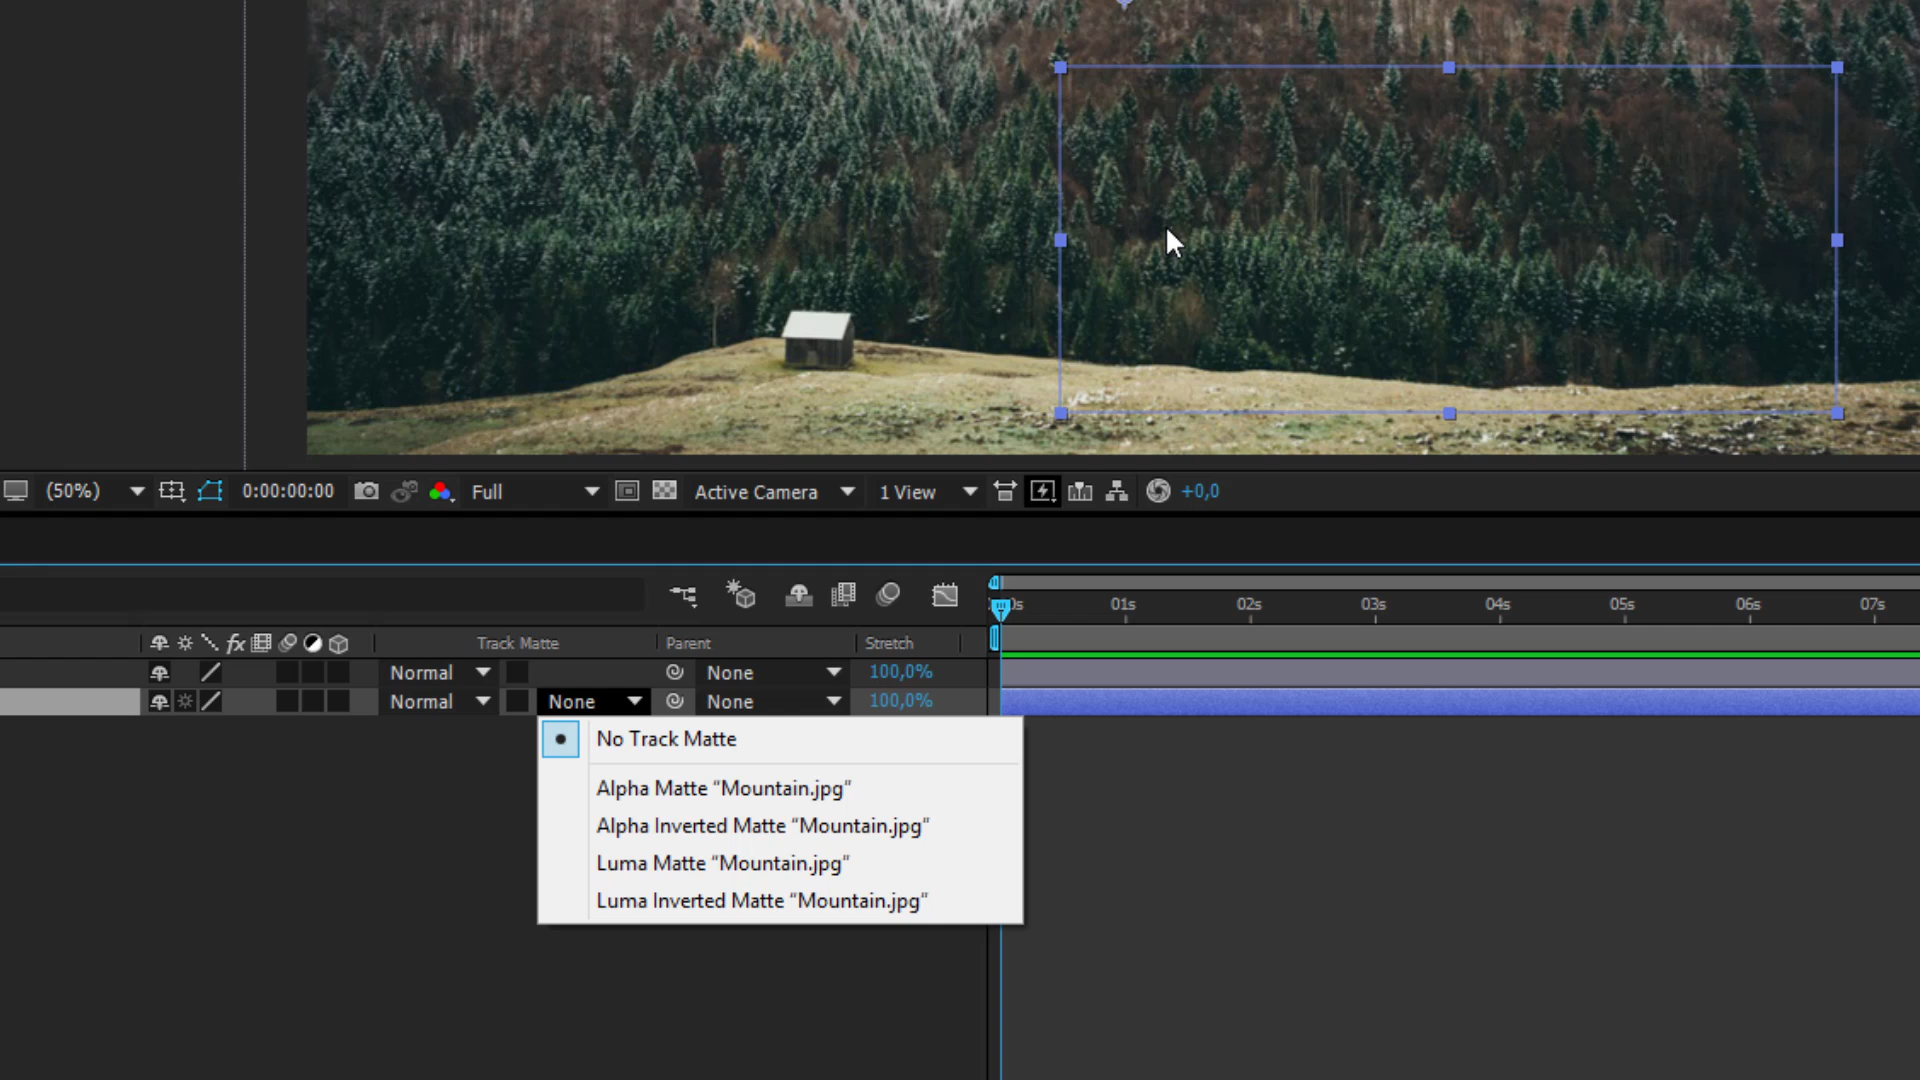 (50%) 0:00:00:00 Full Active Camera 1 View +0,0
0s 01s 02s 03s 04s 05s 06s 07s
fx Track Matte Parent Stretch
Normal None 100,0%
Normal None None 100,0%
No Track Matte
Alpha Matte “Mountain.jpg”
Alpha Inverted Matte “Mountain.jpg”
Luma Matte “Mountain.jpg”
Luma Inverted Matte “Mountain.jpg”